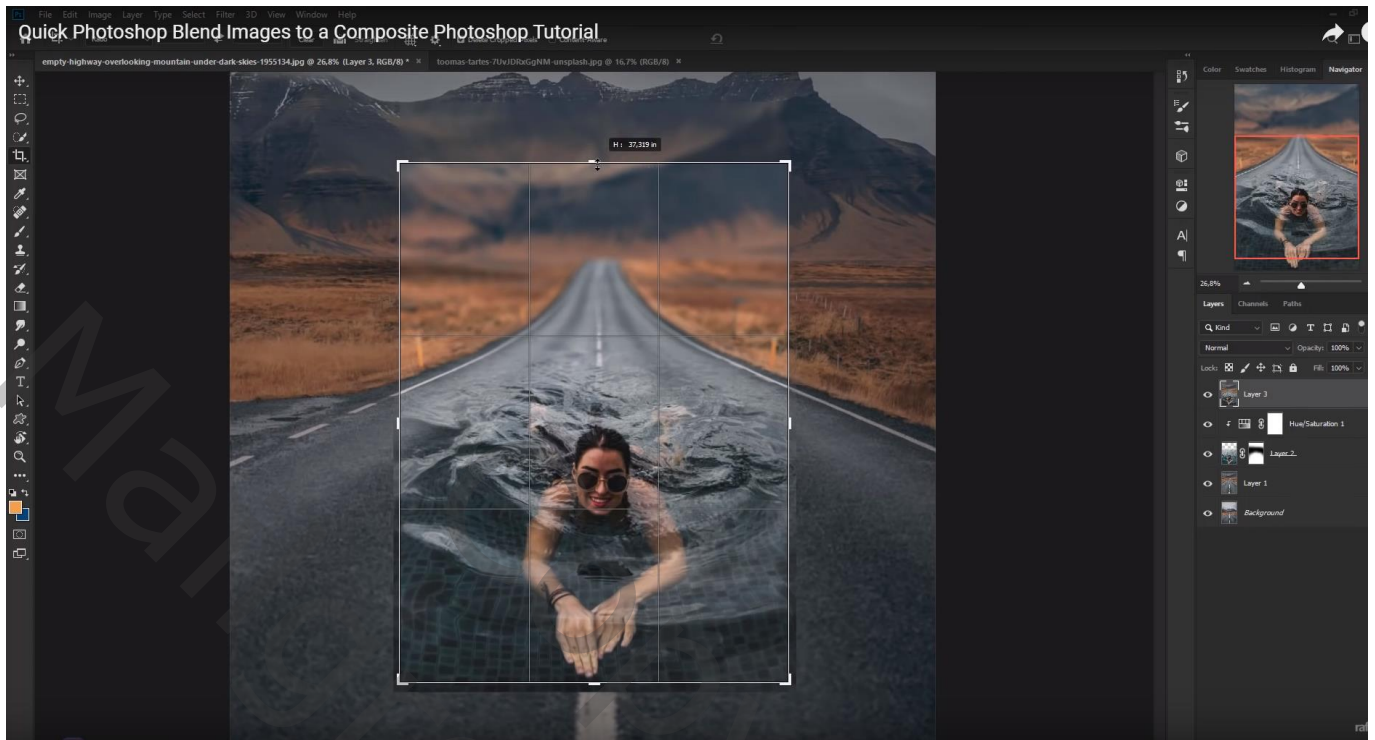 File Edit Image Layer Type Select Filter 3D View Window Help
Quick Photoshop Blend Images to a Composite Photoshop Tutorial
empty-highway-overlooking-mountain-under-dark-skies-1955134.jpg @ 26,8% (Layer 3, RGB/8) * ×
toomas-tartes-7UvJDRxGgNM-unsplash.jpg @ 16,7% (RGB/8) ×
Color Swatches Histogram Navigator
H : 37,319 in
26,8%
Layers Channels Paths
Kind
Normal Opacity: 100%
Lock: Fill: 100%
Layer 3
Hue/Saturation 1
Layer 2
Layer 1
Background
raf